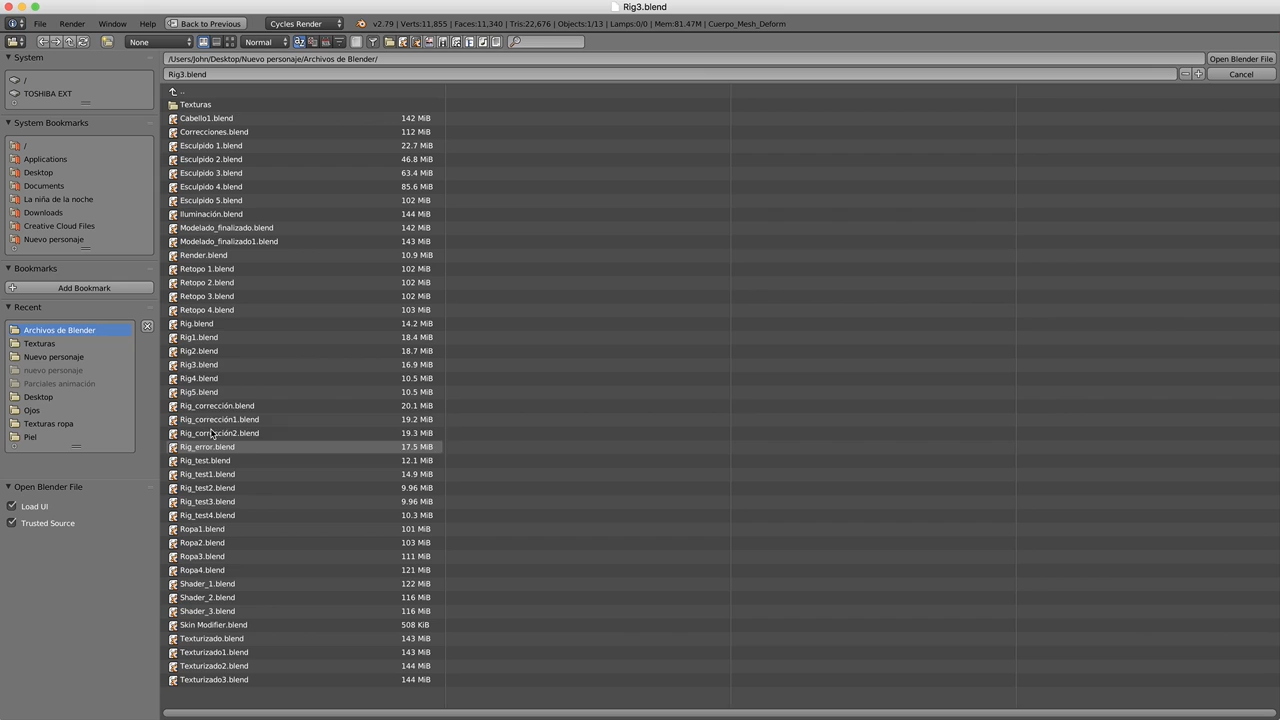 Rig3.blend
File Render Window Help Back to Previous Cycles Render v2.79 | Verts:11,855 | Faces:11,340 | Tris:22,676 | Objects:1/13 | Lamps:0/0 | Mem:81.47M | Cuerpo_Mesh_Deform
None Normal
System
/
TOSHIBA EXT
System Bookmarks
/
Applications
Desktop
Documents
La niña de la noche
Downloads
Creative Cloud Files
Nuevo personaje
Bookmarks
Add Bookmark
Recent
Archivos de Blender
Texturas
Nuevo personaje
nuevo personaje
Parciales animación
Desktop
Ojos
Texturas ropa
Piel
Open Blender File
Load UI
Trusted Source
/Users/John/Desktop/Nuevo personaje/Archivos de Blender/ Open Blender File
Rig3.blend Cancel
..
Texturas
Cabello1.blend 142 MiB
Correcciones.blend 112 MiB
Esculpido 1.blend 22.7 MiB
Esculpido 2.blend 46.8 MiB
Esculpido 3.blend 63.4 MiB
Esculpido 4.blend 85.6 MiB
Esculpido 5.blend 102 MiB
Iluminación.blend 144 MiB
Modelado_finalizado.blend 142 MiB
Modelado_finalizado1.blend 143 MiB
Render.blend 10.9 MiB
Retopo 1.blend 102 MiB
Retopo 2.blend 102 MiB
Retopo 3.blend 102 MiB
Retopo 4.blend 103 MiB
Rig.blend 14.2 MiB
Rig1.blend 18.4 MiB
Rig2.blend 18.7 MiB
Rig3.blend 16.9 MiB
Rig4.blend 10.5 MiB
Rig5.blend 10.5 MiB
Rig_corrección.blend 20.1 MiB
Rig_corrección1.blend 19.2 MiB
Rig_corrección2.blend 19.3 MiB
Rig_error.blend 17.5 MiB
Rig_test.blend 12.1 MiB
Rig_test1.blend 14.9 MiB
Rig_test2.blend 9.96 MiB
Rig_test3.blend 9.96 MiB
Rig_test4.blend 10.3 MiB
Ropa1.blend 101 MiB
Ropa2.blend 103 MiB
Ropa3.blend 111 MiB
Ropa4.blend 121 MiB
Shader_1.blend 122 MiB
Shader_2.blend 116 MiB
Shader_3.blend 116 MiB
Skin Modifier.blend 508 KiB
Texturizado.blend 143 MiB
Texturizado1.blend 143 MiB
Texturizado2.blend 144 MiB
Texturizado3.blend 144 MiB